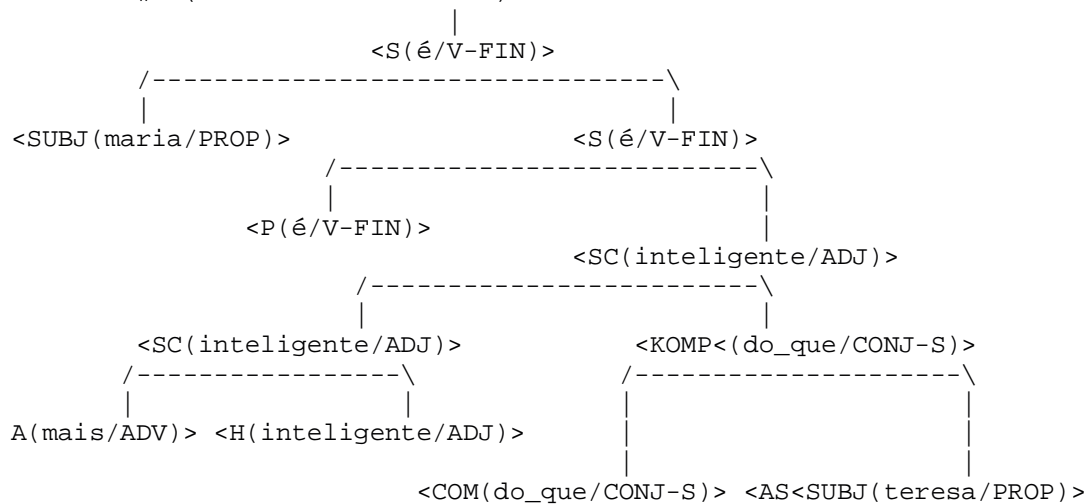 <S(é/V-FIN)>
<SUBJ(maria/PROP)> <S(é/V-FIN)>
<P(é/V-FIN)>
<SC(inteligente/ADJ)>
<SC(inteligente/ADJ)> <KOMP<(do_que/CONJ-S)>
A(mais/ADV)> <H(inteligente/ADJ)>
<COM(do_que/CONJ-S)> <AS<SUBJ(teresa/PROP)>